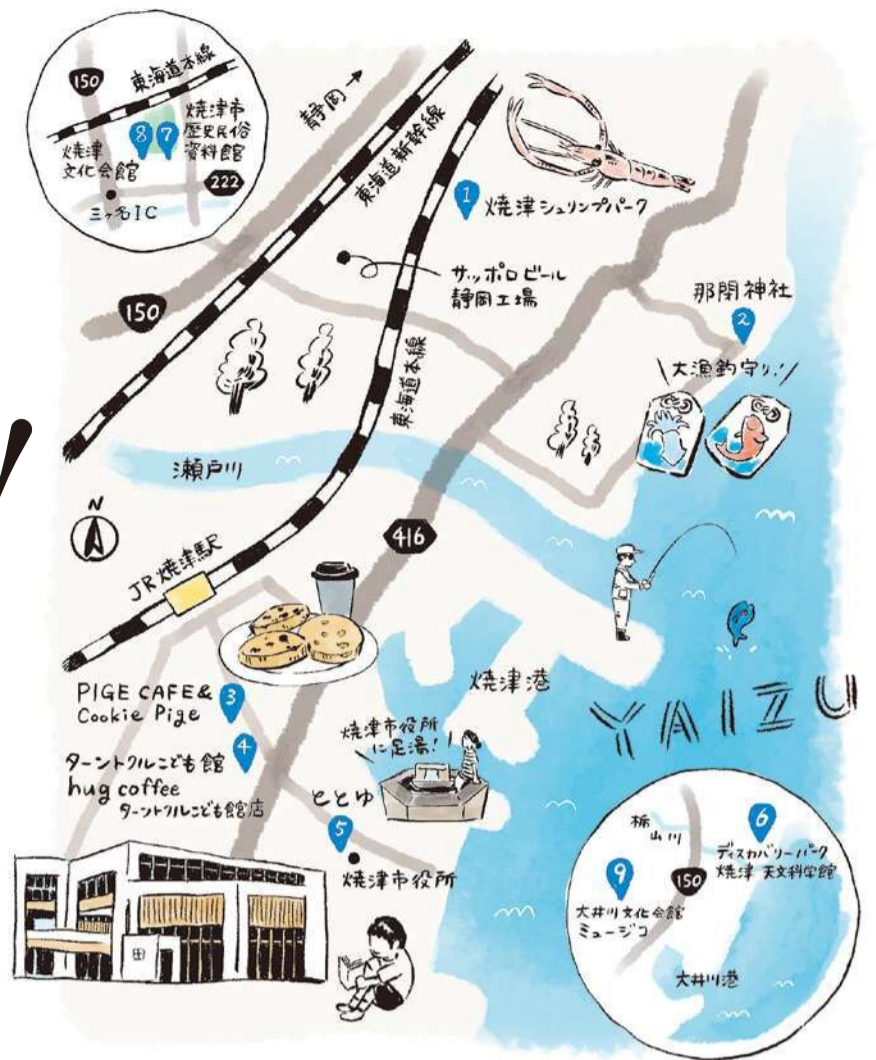 東海道本線
150
焼津市
歴史民俗
資料館
8 7
焼津
文化会館
222
三ヶ名IC
静岡→
東海道新幹線
1 焼津シュリンプパーク
サッポロビール
静岡工場
150
那閉神社
2
大漁釣守り!
東海道本線
瀬戸川
N
416
JR焼津駅
PIGE CAFE &
Cookie Pige
3
焼津港
YAIZU
焼津市役所
に足湯!
4
ターントクルこども館
hug coffee
ターントクルこども館店
ととゆ
5
焼津市役所
栃
山川
6
ディスカバリーパーク
焼津 天文科学館
9
150
大井川文化会館
ミュージコ
大井川港